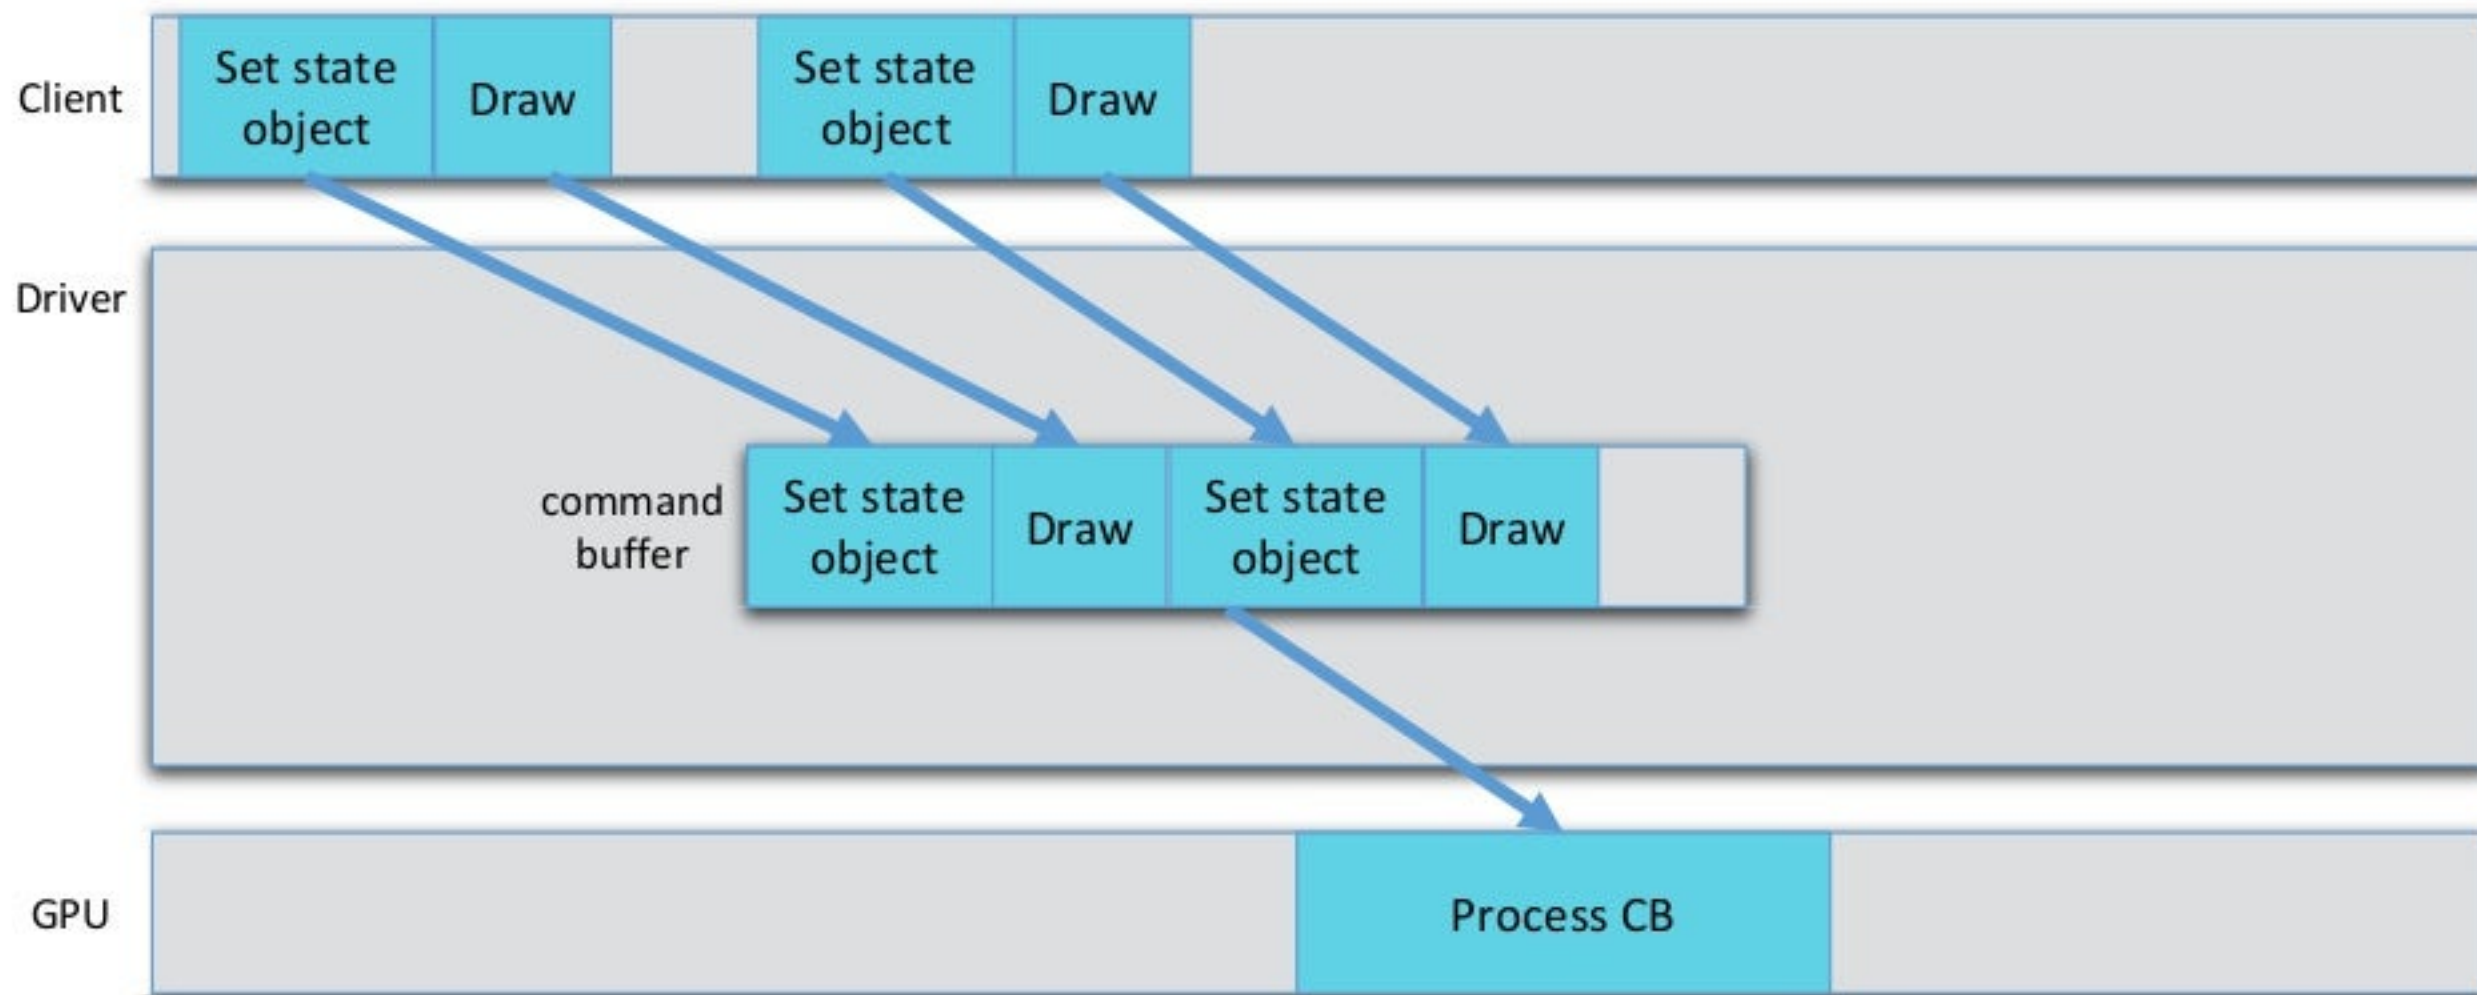 Client
Set state
object
Draw
Set state
object
Draw
Driver
command
buffer
Set state
object
Draw
Set state
object
Draw
GPU
Process CB